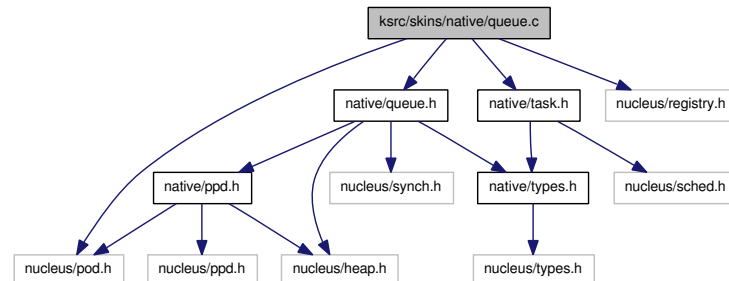 ksrc/skins/native/queue.c
native/queue.h
native/task.h
nucleus/registry.h
native/ppd.h
nucleus/synch.h
native/types.h
nucleus/sched.h
nucleus/pod.h
nucleus/ppd.h
nucleus/heap.h
nucleus/types.h